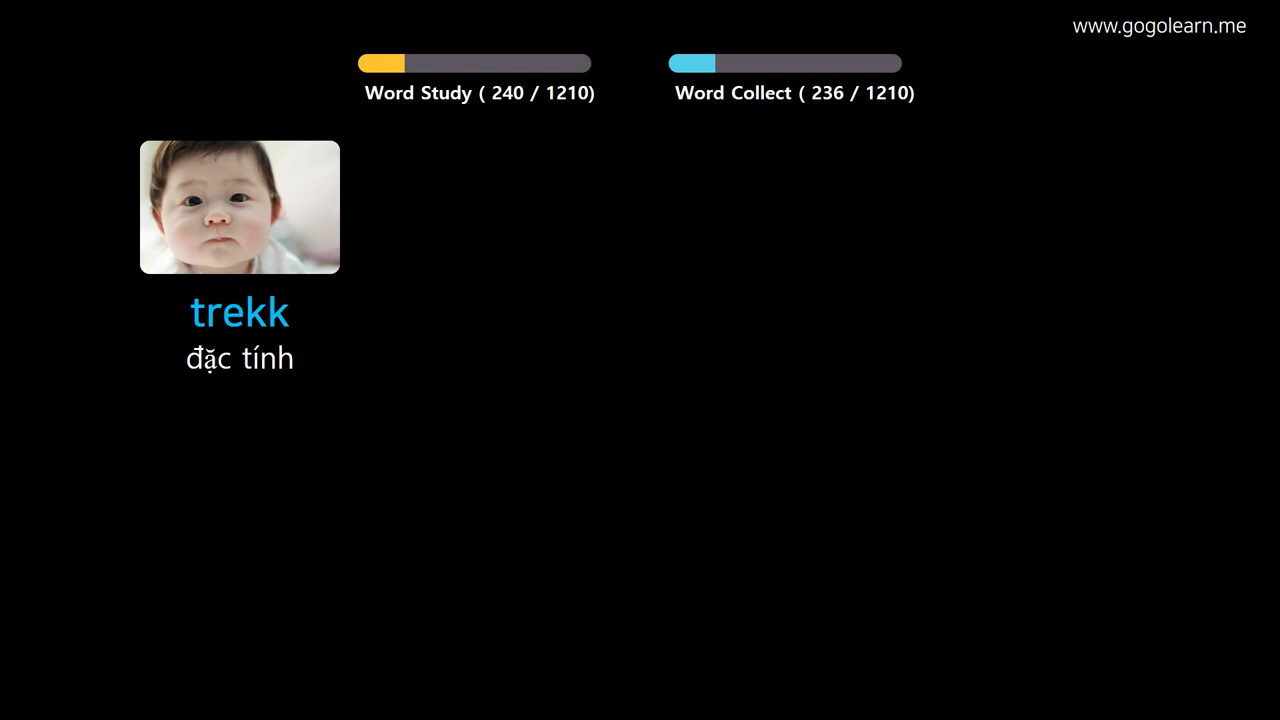 www.gogolearn.me
Word Study ( 240 / 1210)
Word Collect ( 236 / 1210)
trekk
đặc tính